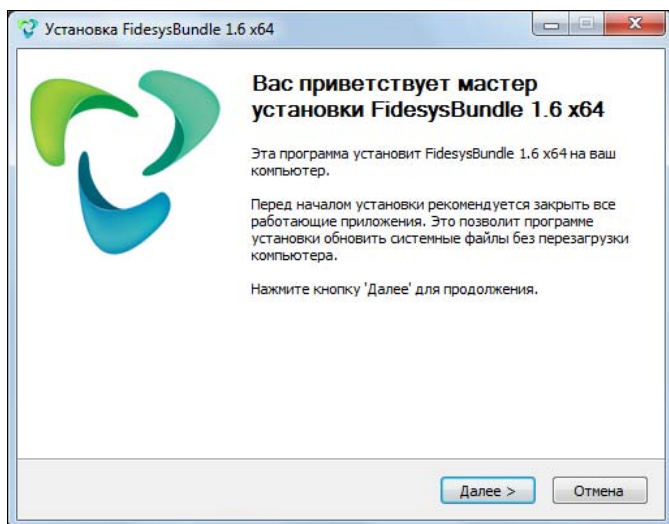 Установка FidesysBundle 1.6 x64
Вас приветствует мастер
установки FidesysBundle 1.6 x64
Эта программа установит FidesysBundle 1.6 x64 на ваш
компьютер.
Перед началом установки рекомендуется закрыть все
работающие приложения. Это позволит программе
установки обновить системные файлы без перезагрузки
компьютера.
Нажмите кнопку 'Далее' для продолжения.
Далее >
Отмена